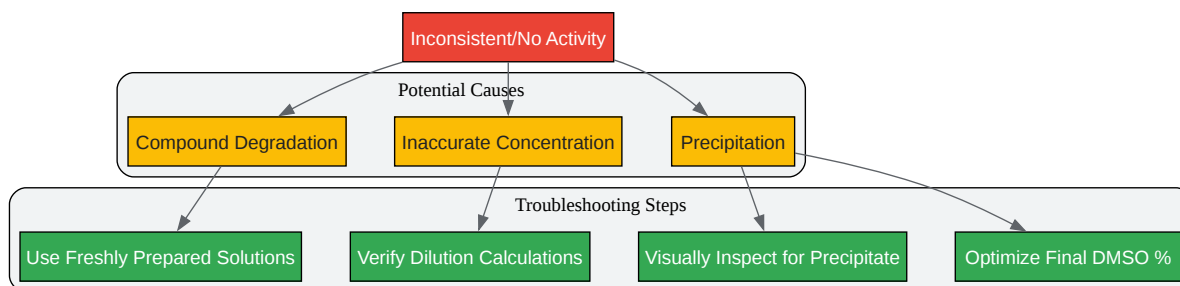 Inconsistent/No Activity
Potential Causes
Compound Degradation
Inaccurate Concentration
Precipitation
Troubleshooting Steps
Use Freshly Prepared Solutions
Verify Dilution Calculations
Visually Inspect for Precipitate
Optimize Final DMSO %